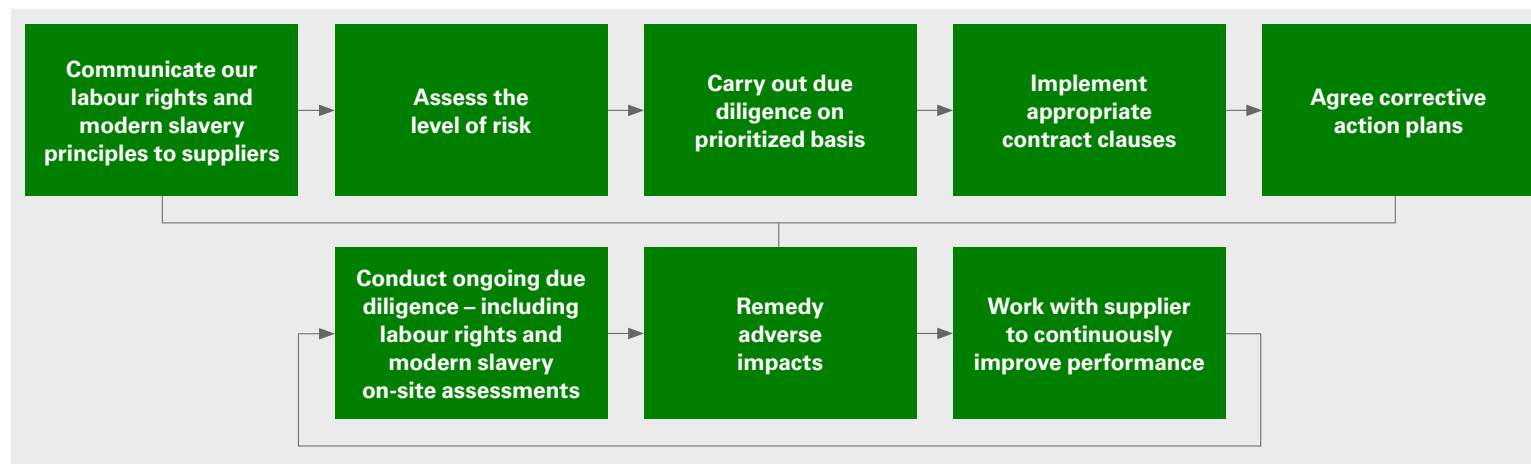 Communicate our
labour rights and
modern slavery
principles to suppliers
Assess the
level of risk
Carry out due
diligence on
prioritized basis
Implement
appropriate
contract clauses
Agree corrective
action plans
Conduct ongoing due
diligence – including
labour rights and
modern slavery
on-site assessments
Remedy
adverse
impacts
Work with supplier
to continuously
improve performance